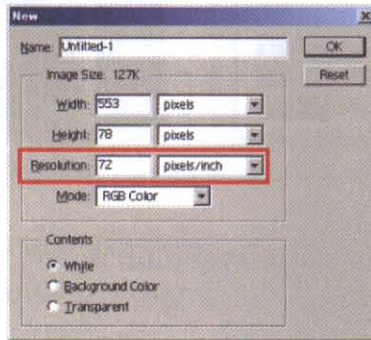 New
Name: Untitled-1
OK
Image Size: 127K
Reset
Width: 553 pixels
Height: 78 pixels
Resolution: 72 pixels/inch
Mode: RGB Color
Contents
White
Background Color
Transparent